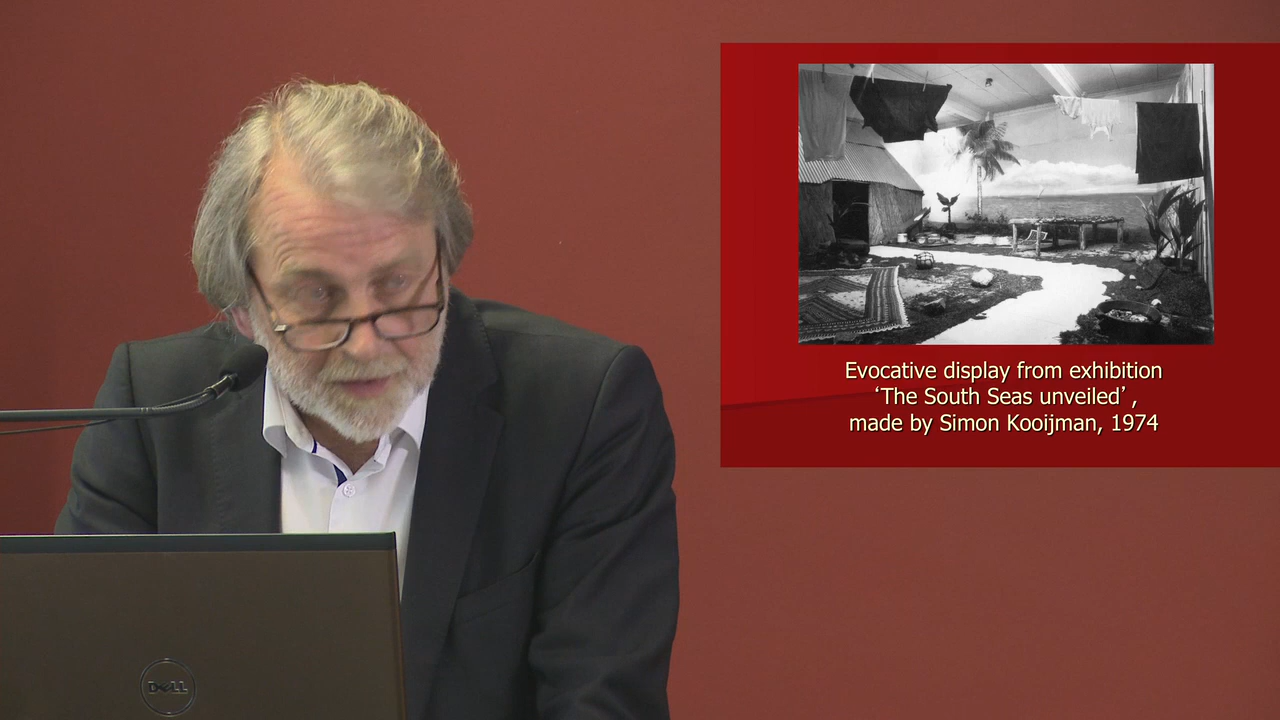 Evocative display from exhibition
‘The South Seas unveiled’ ,
made by Simon Kooijman, 1974
DELL